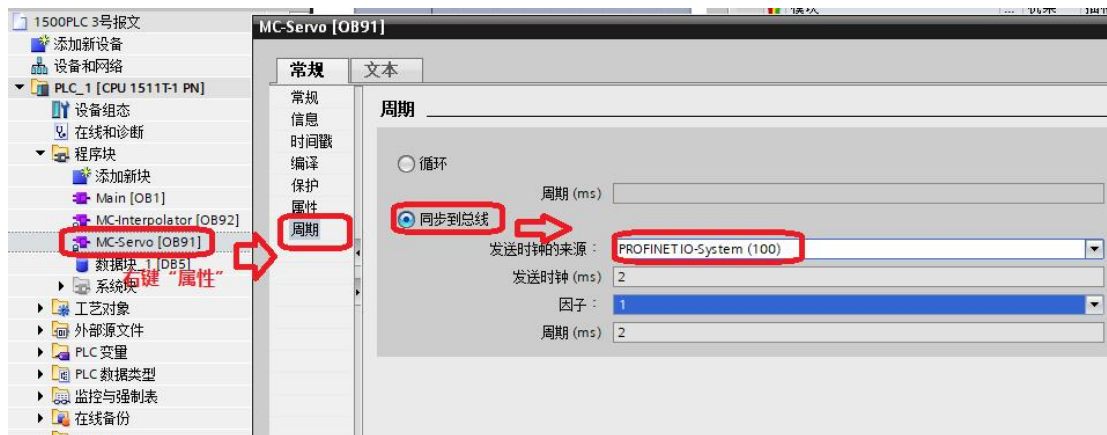 1500PLC 3号报文
添加新设备
设备和网络
PLC_1 [CPU 1511T-1 PN]
设备组态
在线和诊断
程序块
添加新块
Main [OB1]
MC-Interpolator [OB92]
MC-Servo [OB91]
数据块_1 [DB5]
右键“属性”
系统块
工艺对象
外部源文件
PLC 变量
PLC 数据类型
监控与强制表
在线备份
模块
MC-Servo [OB91]
常规
文本
常规
信息
时间戳
编译
保护
属性
周期
周期
循环
周期 (ms)
同步到总线
发送时钟的来源：
PROFINET IO-System (100)
发送时钟 (ms)
2
因子：
1
周期 (ms)
2